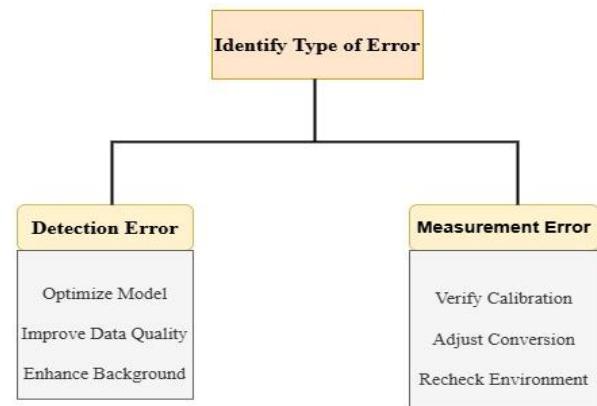 Identify Type of Error
Detection Error
Optimize Model
Improve Data Quality
Enhance Background
Measurement Error
Verify Calibration
Adjust Conversion
Recheck Environment